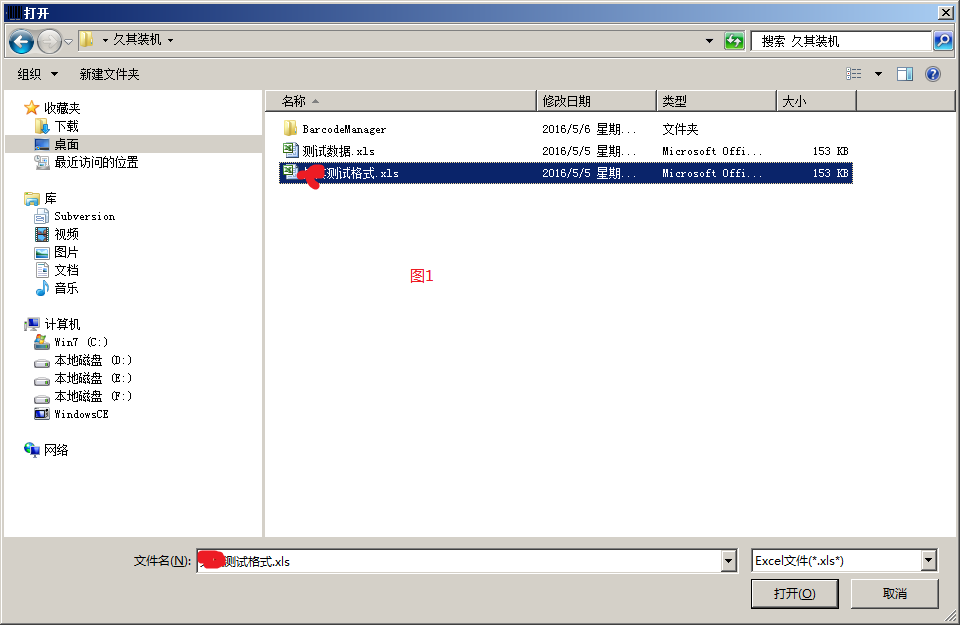 打开
久其装机
搜索 久其装机
组织
新建文件夹
收藏夹
下载
桌面
最近访问的位置
库
Subversion
视频
图片
文档
音乐
计算机
Win7 (C:)
本地磁盘 (D:)
本地磁盘 (E:)
本地磁盘 (F:)
WindowsCE
网络
名称 修改日期 类型 大小
BarcodeManager 2016/5/6 星期... 文件夹
测试数据.xls 2016/5/5 星期... Microsoft Offi... 153 KB
测试格式.xls 2016/5/5 星期... Microsoft Offi... 153 KB
图1
文件名(N): 测试格式.xls Excel文件(*.xls*)
打开(O) 取消